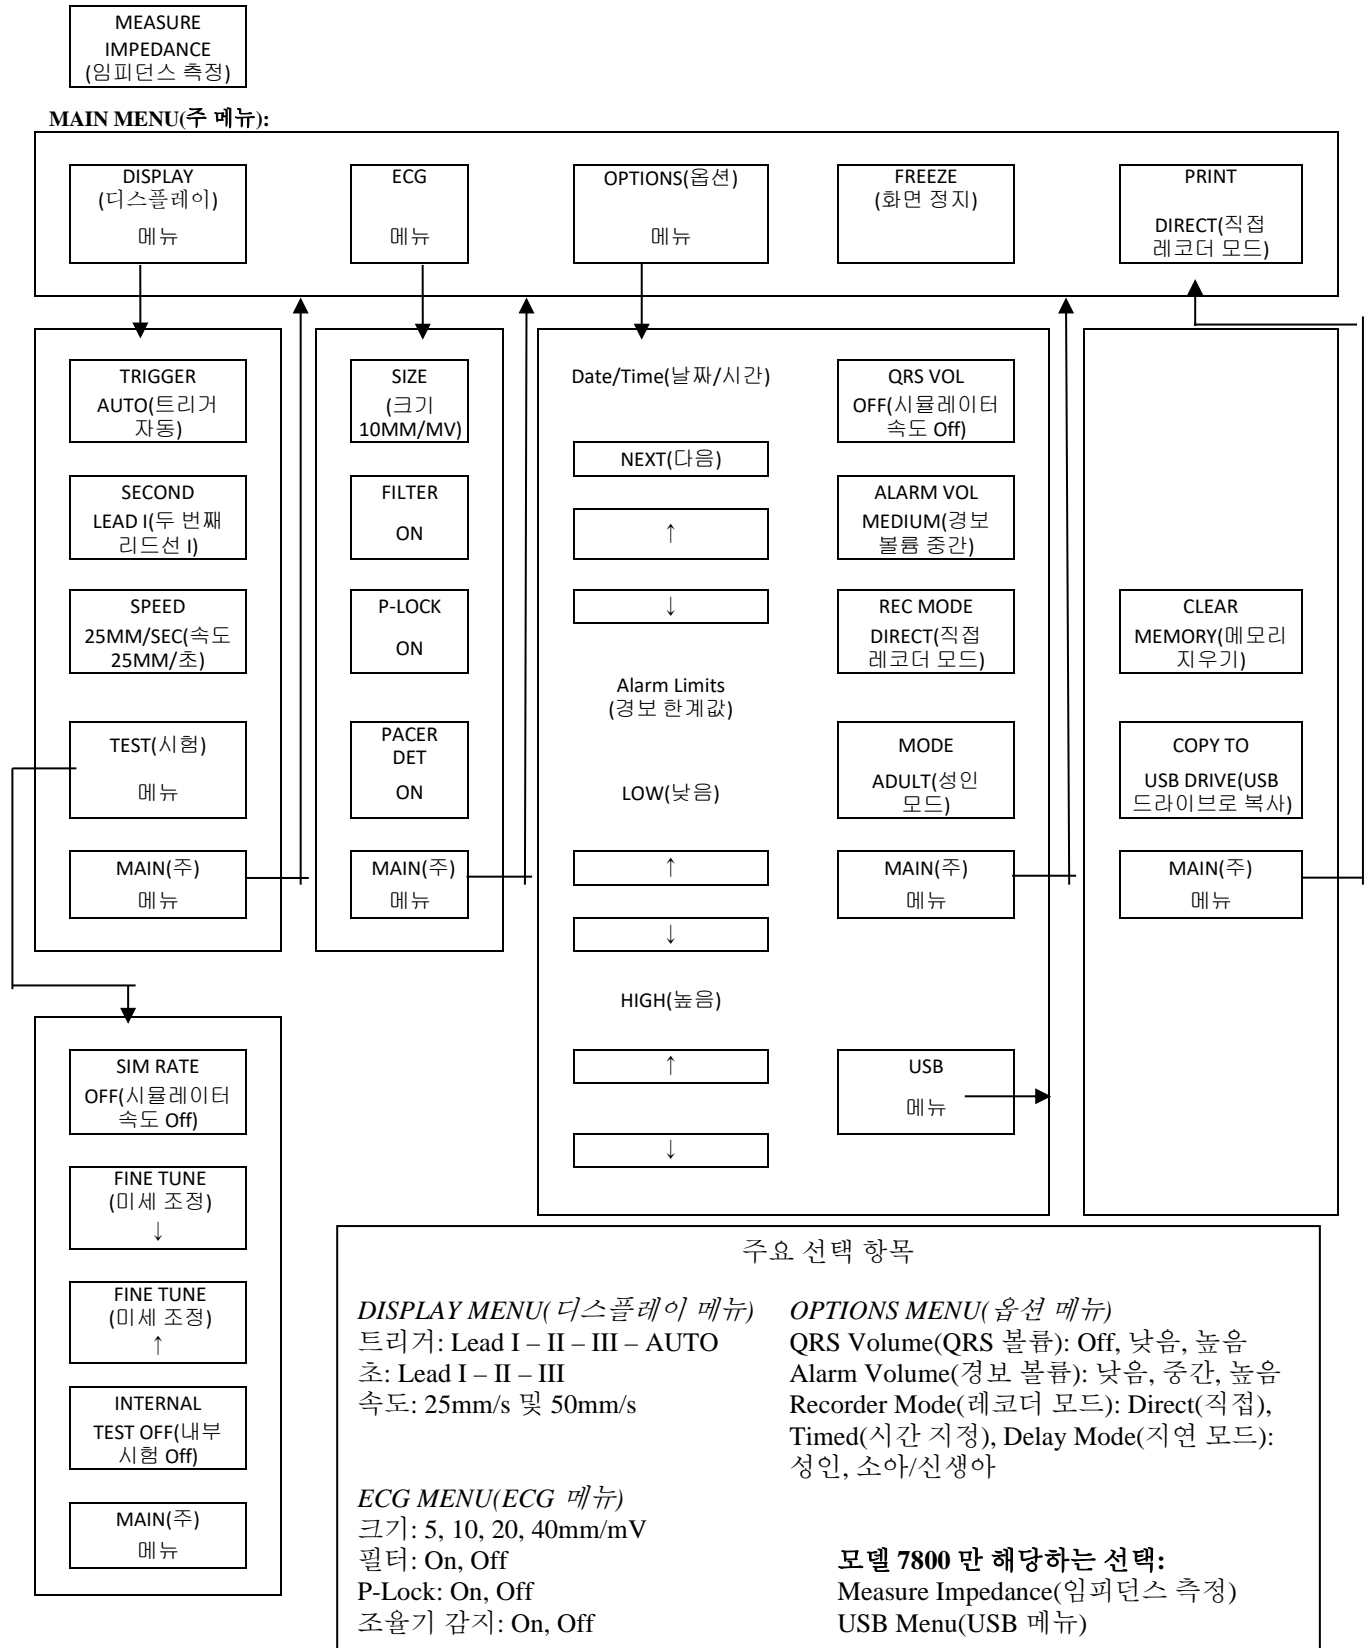 MEASURE
IMPEDANCE
(임피던스 측정)
MAIN MENU(주 메뉴):
DISPLAY
(디스플레이)
메뉴
ECG
메뉴
OPTIONS(옵션)
메뉴
FREEZE
(화면 정지)
PRINT
DIRECT(직접
레코더 모드)
TRIGGER
AUTO(트리거
자동)
SECOND
LEAD I(두 번째
리드선 I)
SPEED
25MM/SEC(속도
25MM/초)
TEST(시험)
메뉴
MAIN(주)
메뉴
SIZE
(크기
10MM/MV)
FILTER
ON
P-LOCK
ON
PACER
DET
ON
MAIN(주)
메뉴
Date/Time(날짜/시간)
NEXT(다음)
↑
↓
Alarm Limits
(경보 한계값)
LOW(낮음)
↑
↓
HIGH(높음)
↑
↓
QRS VOL
OFF(시뮬레이터
속도 Off)
ALARM VOL
MEDIUM(경보
볼륨 중간)
REC MODE
DIRECT(직접
레코더 모드)
MODE
ADULT(성인
모드)
MAIN(주)
메뉴
USB
메뉴
CLEAR
MEMORY(메모리
지우기)
COPY TO
USB DRIVE(USB
드라이브로 복사)
MAIN(주)
메뉴
SIM RATE
OFF(시뮬레이터
속도 Off)
FINE TUNE
(미세 조정)
↓
FINE TUNE
(미세 조정)
↑
INTERNAL
TEST OFF(내부
시험 Off)
MAIN(주)
메뉴
주요 선택 항목
DISPLAY MENU(디스플레이 메뉴)
트리거: Lead I – II – III – AUTO
초: Lead I – II – III
속도: 25mm/s 및 50mm/s
ECG MENU(ECG 메뉴)
크기: 5, 10, 20, 40mm/mV
필터: On, Off
P-Lock: On, Off
조율기 감지: On, Off
OPTIONS MENU(옵션 메뉴)
QRS Volume(QRS 볼륨): Off, 낮음, 높음
Alarm Volume(경보 볼륨): 낮음, 중간, 높음
Recorder Mode(레코더 모드): Direct(직접),
Timed(시간 지정), Delay Mode(지연 모드):
성인, 소아/신생아
모델 7800 만 해당하는 선택:
Measure Impedance(임피던스 측정)
USB Menu(USB 메뉴)